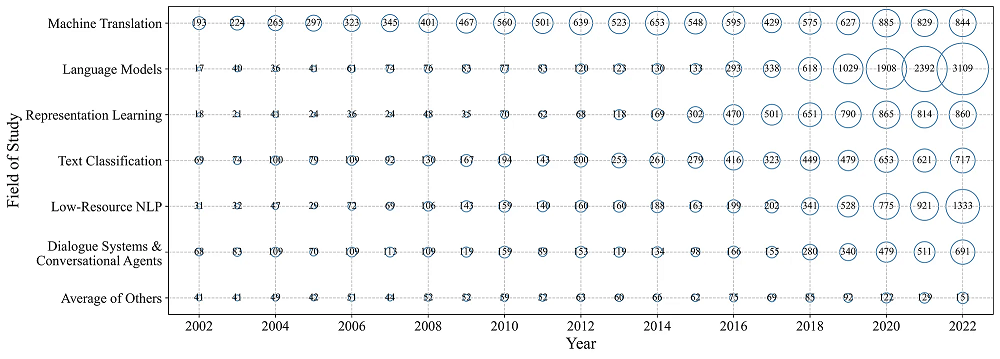 Machine Translation 193 224 265 297 323 345 401 467 560 501 639 523 653 548 595 429 575 627 885 829 844
Language Models 17 40 36 41 61 74 76 83 77 83 120 123 130 133 293 338 618 1029 1908 2392 3109
Representation Learning 18 21 41 24 36 24 48 35 70 62 68 118 169 302 470 501 651 790 865 814 860
Text Classification 69 74 100 79 109 92 130 167 194 143 200 253 261 279 416 323 449 479 653 621 717
Low-Resource NLP 31 32 47 29 72 69 106 143 159 140 160 160 188 163 199 202 341 528 775 921 1333
Dialogue Systems &
Conversational Agents 68 83 109 70 109 113 109 119 159 89 153 119 134 98 166 155 280 340 479 511 691
Average of Others 41 41 49 42 51 44 52 52 59 52 63 60 66 62 75 69 85 92 122 129 151
2002 2004 2006 2008 2010 2012 2014 2016 2018 2020 2022
Year
Field of Study